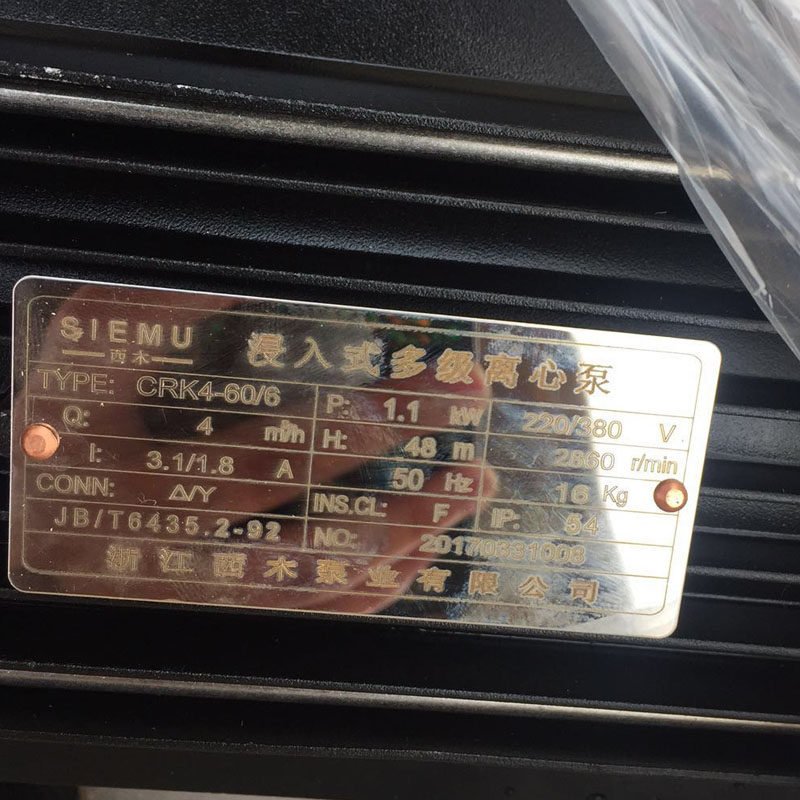 SIEMU
西木
浸入式多级离心泵
TYPE: CRK4-60/6 P: 1.1 kW 220/380 V
Q: 4 m³/h H: 48 m 2860 r/min
I: 3.1/1.8 A 50 Hz 16 Kg
CONN: Δ/Y INS.CL: F IP: 54
JB/T6435.2-92 NO: 20170851008
浙江西木泵业有限公司